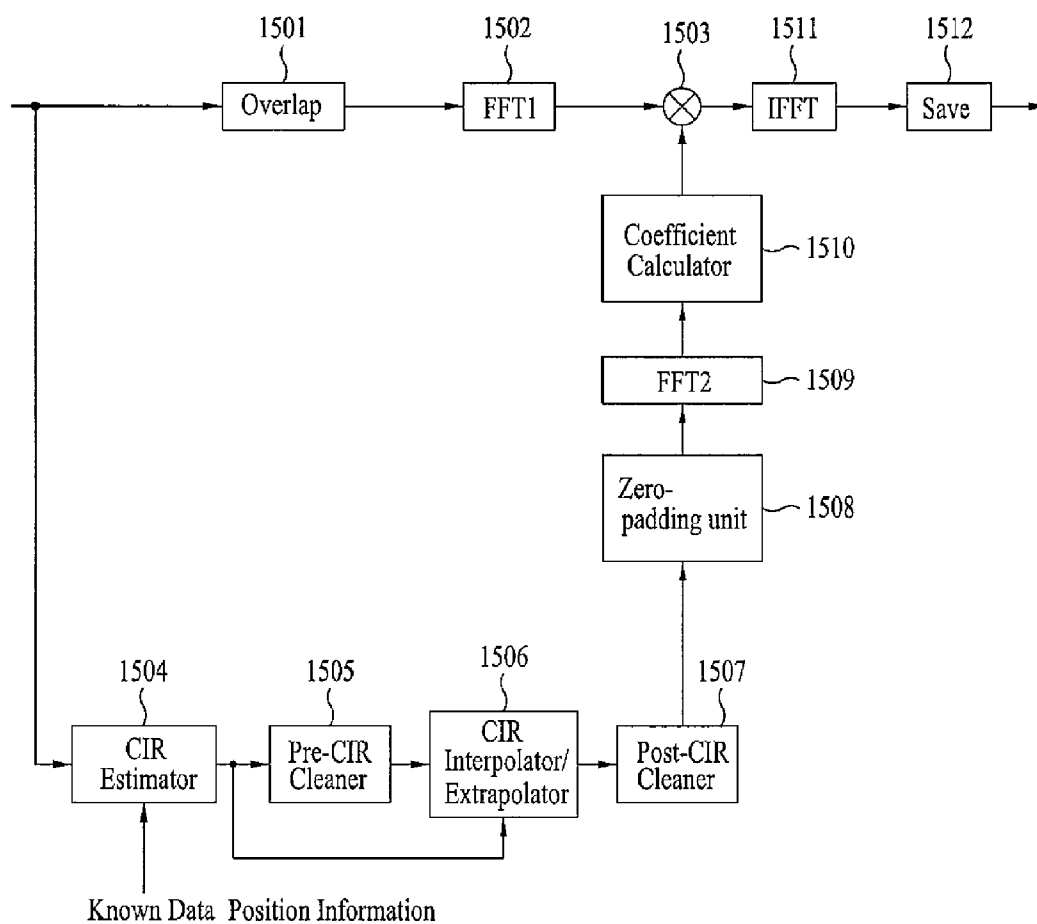 1501
1502
1503
1511
1512
Overlap
FFT1
IFFT
Save
Coefficient
Calculator
1510
FFT2
1509
Zero-
padding unit
1508
1504
1505
1506
1507
CIR
Estimator
Pre-CIR
Cleaner
CIR
Interpolator/
Extrapolator
Post-CIR
Cleaner
Known Data Position Information